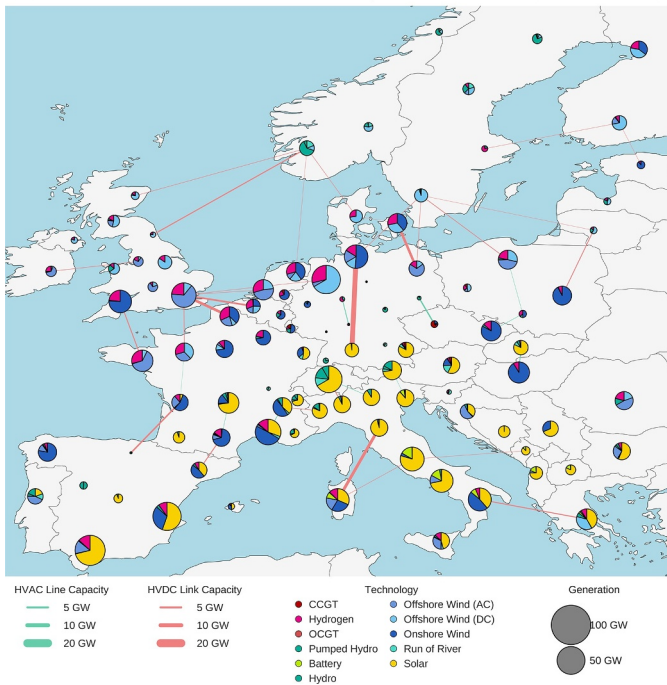 HVAC Line Capacity
5 GW
10 GW
20 GW
HVDC Link Capacity
5 GW
10 GW
20 GW
Technology
CCGT
Hydrogen
OCGT
Pumped Hydro
Battery
Hydro
Offshore Wind (AC)
Offshore Wind (DC)
Onshore Wind
Run of River
Solar
Generation
100 GW
50 GW